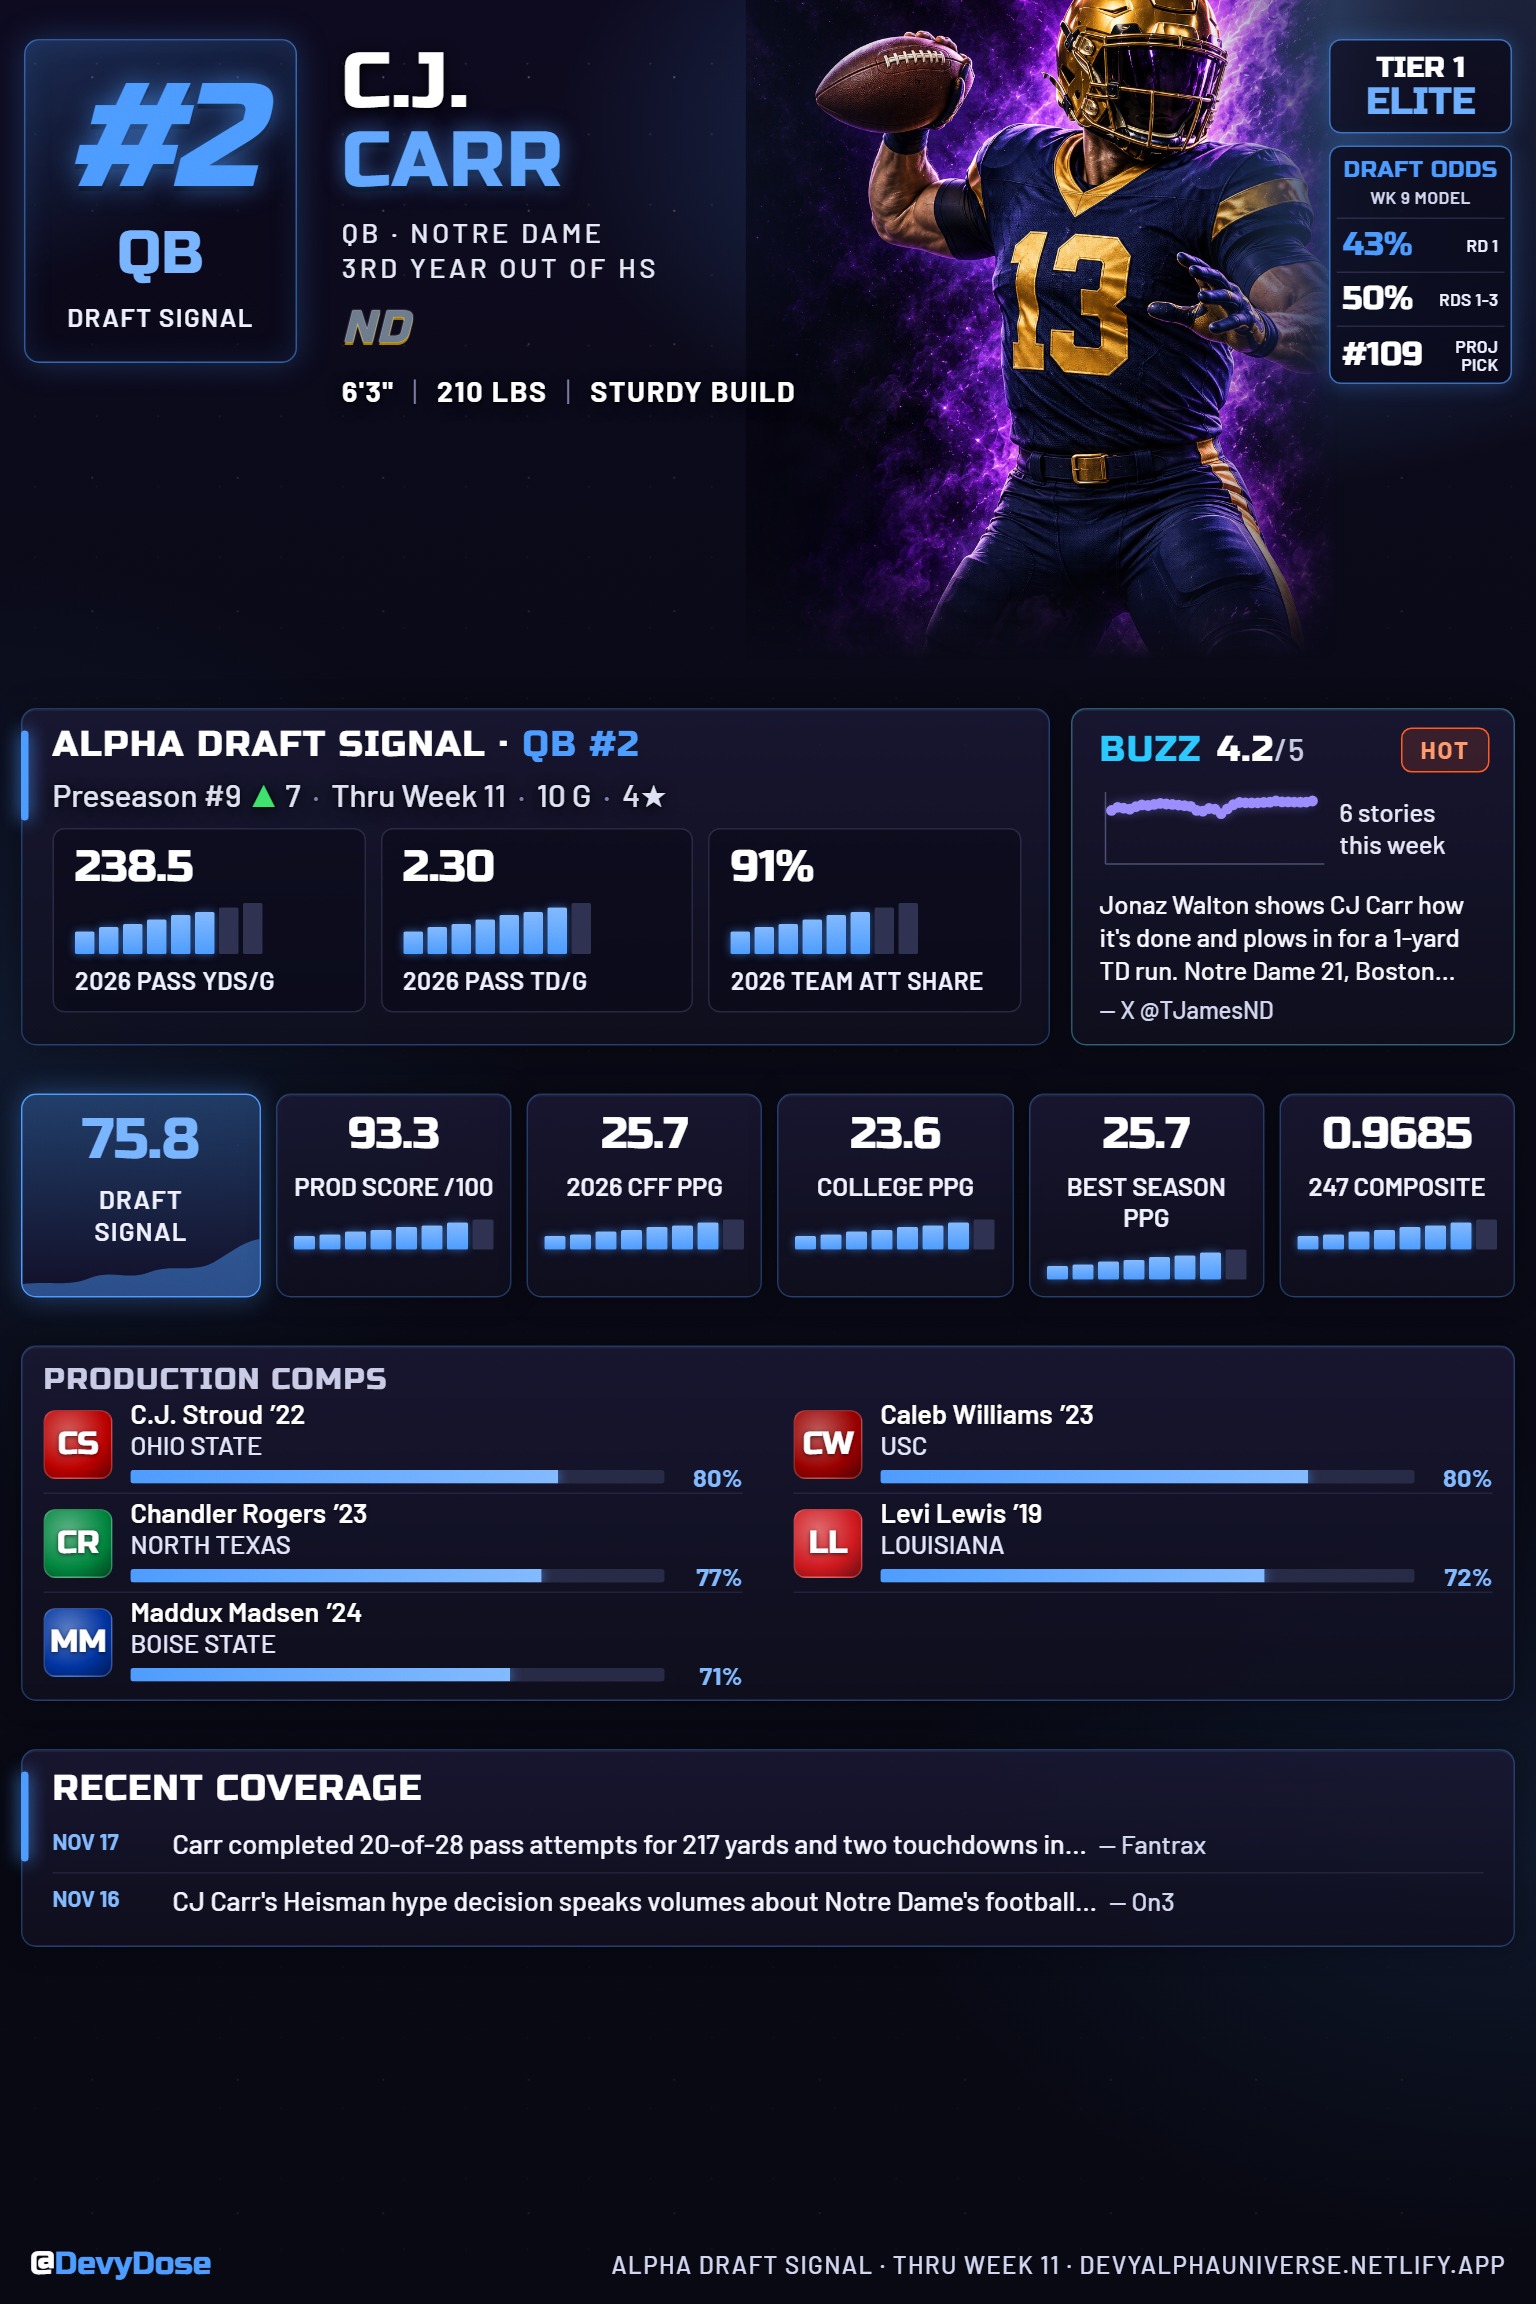 #2
QB
DRAFT SIGNAL
C.J.
CARR
QB · NOTRE DAME
3RD YEAR OUT OF HS
ND
6'3" | 210 LBS | STURDY BUILD
13
TIER 1
ELITE
DRAFT ODDS
WK 9 MODEL
43% RD 1
50% RDS 1-3
#109 PROJ PICK
ALPHA DRAFT SIGNAL · QB #2
Preseason #9 ▲ 7 · Thru Week 11 · 10 G · 4★
238.5
2026 PASS YDS/G
2.30
2026 PASS TD/G
91%
2026 TEAM ATT SHARE
BUZZ 4.2/5
HOT
6 stories
this week
Jonaz Walton shows CJ Carr how
it's done and plows in for a 1-yard
TD run. Notre Dame 21, Boston...
— X @TJamesND
75.8
DRAFT
SIGNAL
93.3
PROD SCORE /100
25.7
2026 CFF PPG
23.6
COLLEGE PPG
25.7
BEST SEASON
PPG
0.9685
247 COMPOSITE
PRODUCTION COMPS
CS
C.J. Stroud ’22
OHIO STATE
80%
CW
Caleb Williams ’23
USC
80%
CR
Chandler Rogers ’23
NORTH TEXAS
77%
LL
Levi Lewis ’19
LOUISIANA
72%
MM
Maddux Madsen ’24
BOISE STATE
71%
RECENT COVERAGE
NOV 17 Carr completed 20-of-28 pass attempts for 217 yards and two touchdowns in... — Fantrax
NOV 16 CJ Carr's Heisman hype decision speaks volumes about Notre Dame's football... — On3
@DevyDose
ALPHA DRAFT SIGNAL · THRU WEEK 11 · DEVYALPHAUNIVERSE.NETLIFY.APP